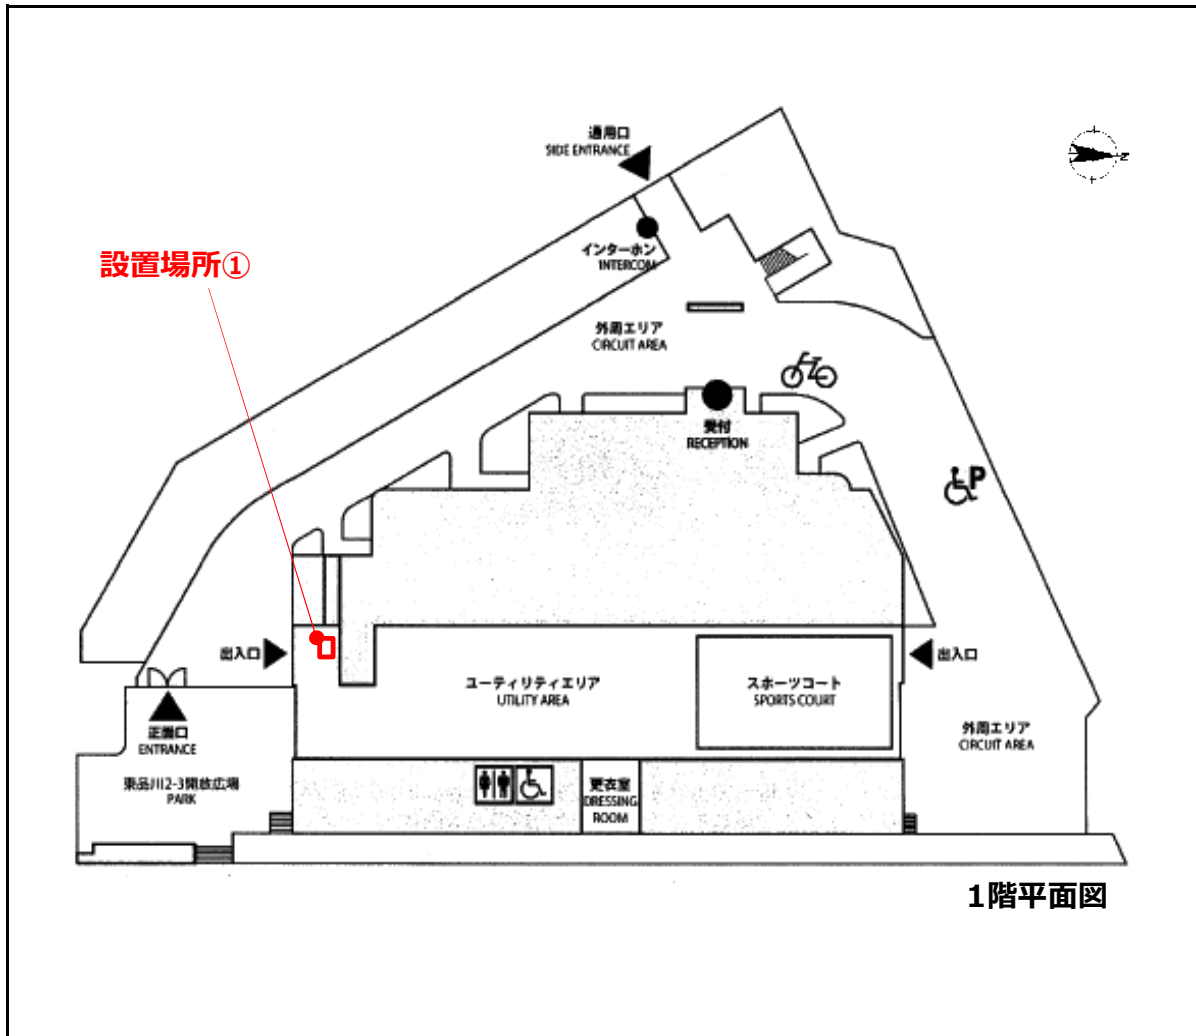 通用口
SIDE ENTRANCE
N
設置場所①
インターホン
INTERCOM
外周エリア
CIRCUIT AREA
受付
RECEPTION
P
出入口
ユーティリティエリア
UTILITY AREA
スポーツコート
SPORTS COURT
出入口
正面口
ENTRANCE
外周エリア
CIRCUIT AREA
東品川2-3開放広場
PARK
更衣室
DRESSING
ROOM
1階平面図